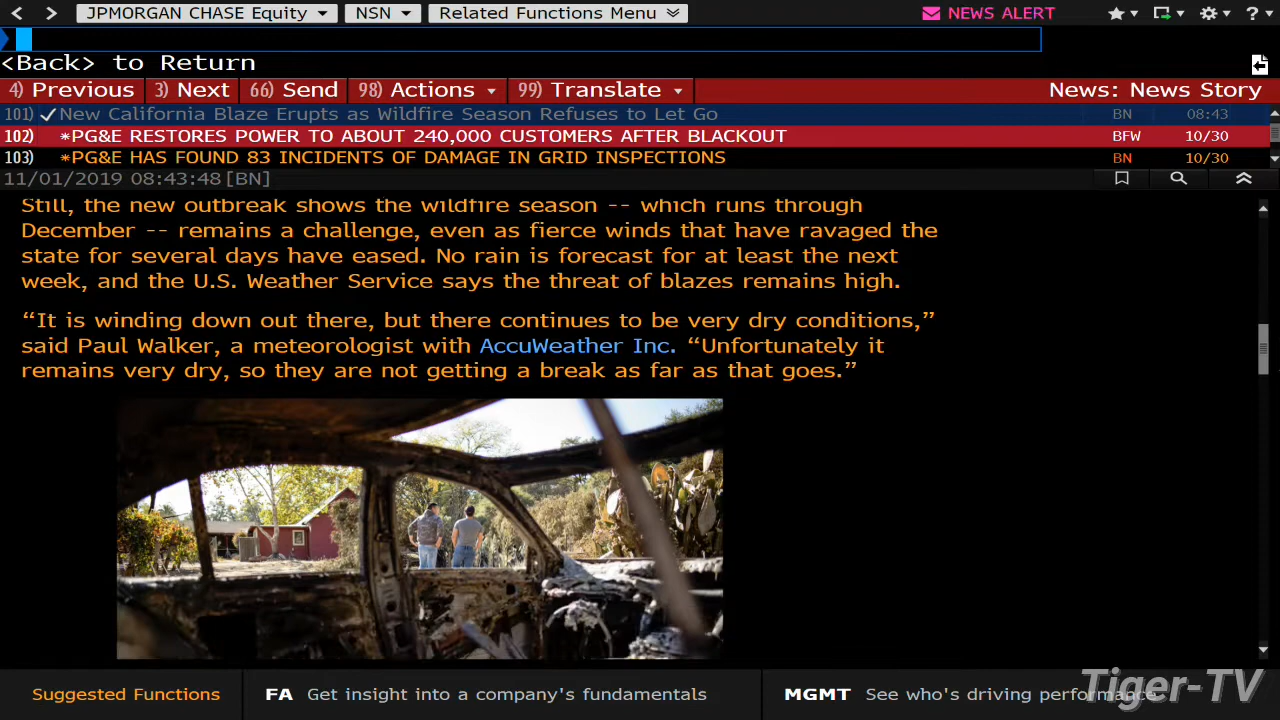 JPMORGAN CHASE Equity
NSN
Related Functions Menu
NEWS ALERT
?
<Back> to Return
4) Previous
3) Next
66) Send
98) Actions
99) Translate
News: News Story
101) New California Blaze Erupts as Wildfire Season Refuses to Let Go BN 08:43
102) *PG&E RESTORES POWER TO ABOUT 240,000 CUSTOMERS AFTER BLACKOUT BFW 10/30
103) *PG&E HAS FOUND 83 INCIDENTS OF DAMAGE IN GRID INSPECTIONS BN 10/30
11/01/2019 08:43:48 [BN]
Still, the new outbreak shows the wildfire season -- which runs through
December -- remains a challenge, even as fierce winds that have ravaged the
state for several days have eased. No rain is forecast for at least the next
week, and the U.S. Weather Service says the threat of blazes remains high.
“It is winding down out there, but there continues to be very dry conditions,”
said Paul Walker, a meteorologist with AccuWeather Inc. “Unfortunately it
remains very dry, so they are not getting a break as far as that goes.”
Suggested Functions
FA Get insight into a company's fundamentals
MGMT See who's driving performance
Tiger-TV